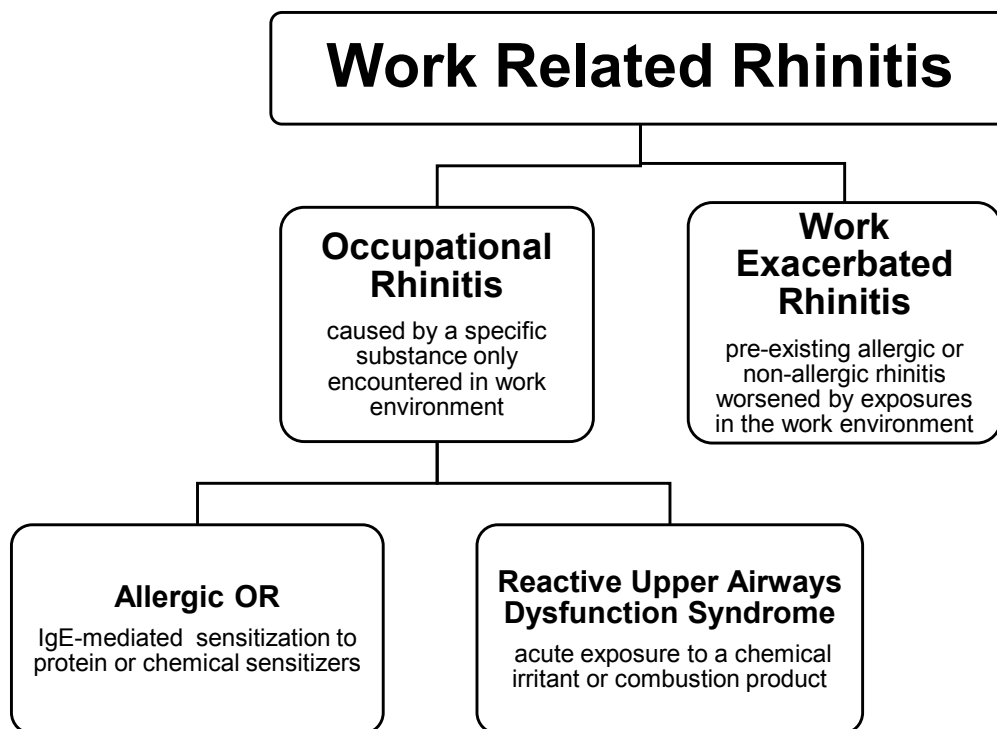 Work Related Rhinitis
Occupational
Rhinitis
caused by a specific
substance only
encountered in work
environment
Work
Exacerbated
Rhinitis
pre-existing allergic or
non-allergic rhinitis
worsened by exposures
in the work environment
Allergic OR
IgE-mediated sensitization to
protein or chemical sensitizers
Reactive Upper Airways
Dysfunction Syndrome
acute exposure to a chemical
irritant or combustion product